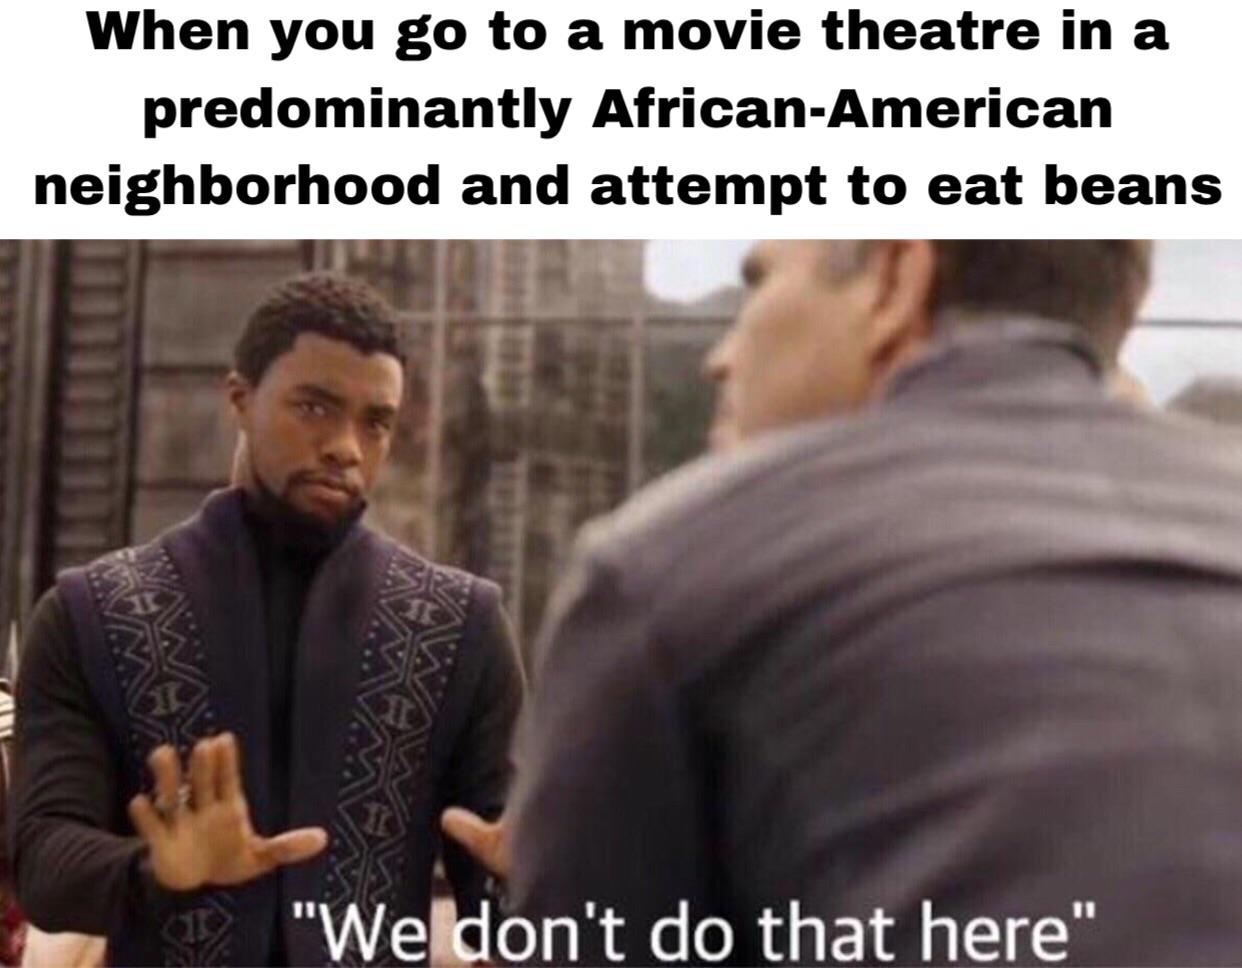 When you go to a movie theatre in a
predominantly African-American
neighborhood and attempt to eat beans
"We don't do that here"